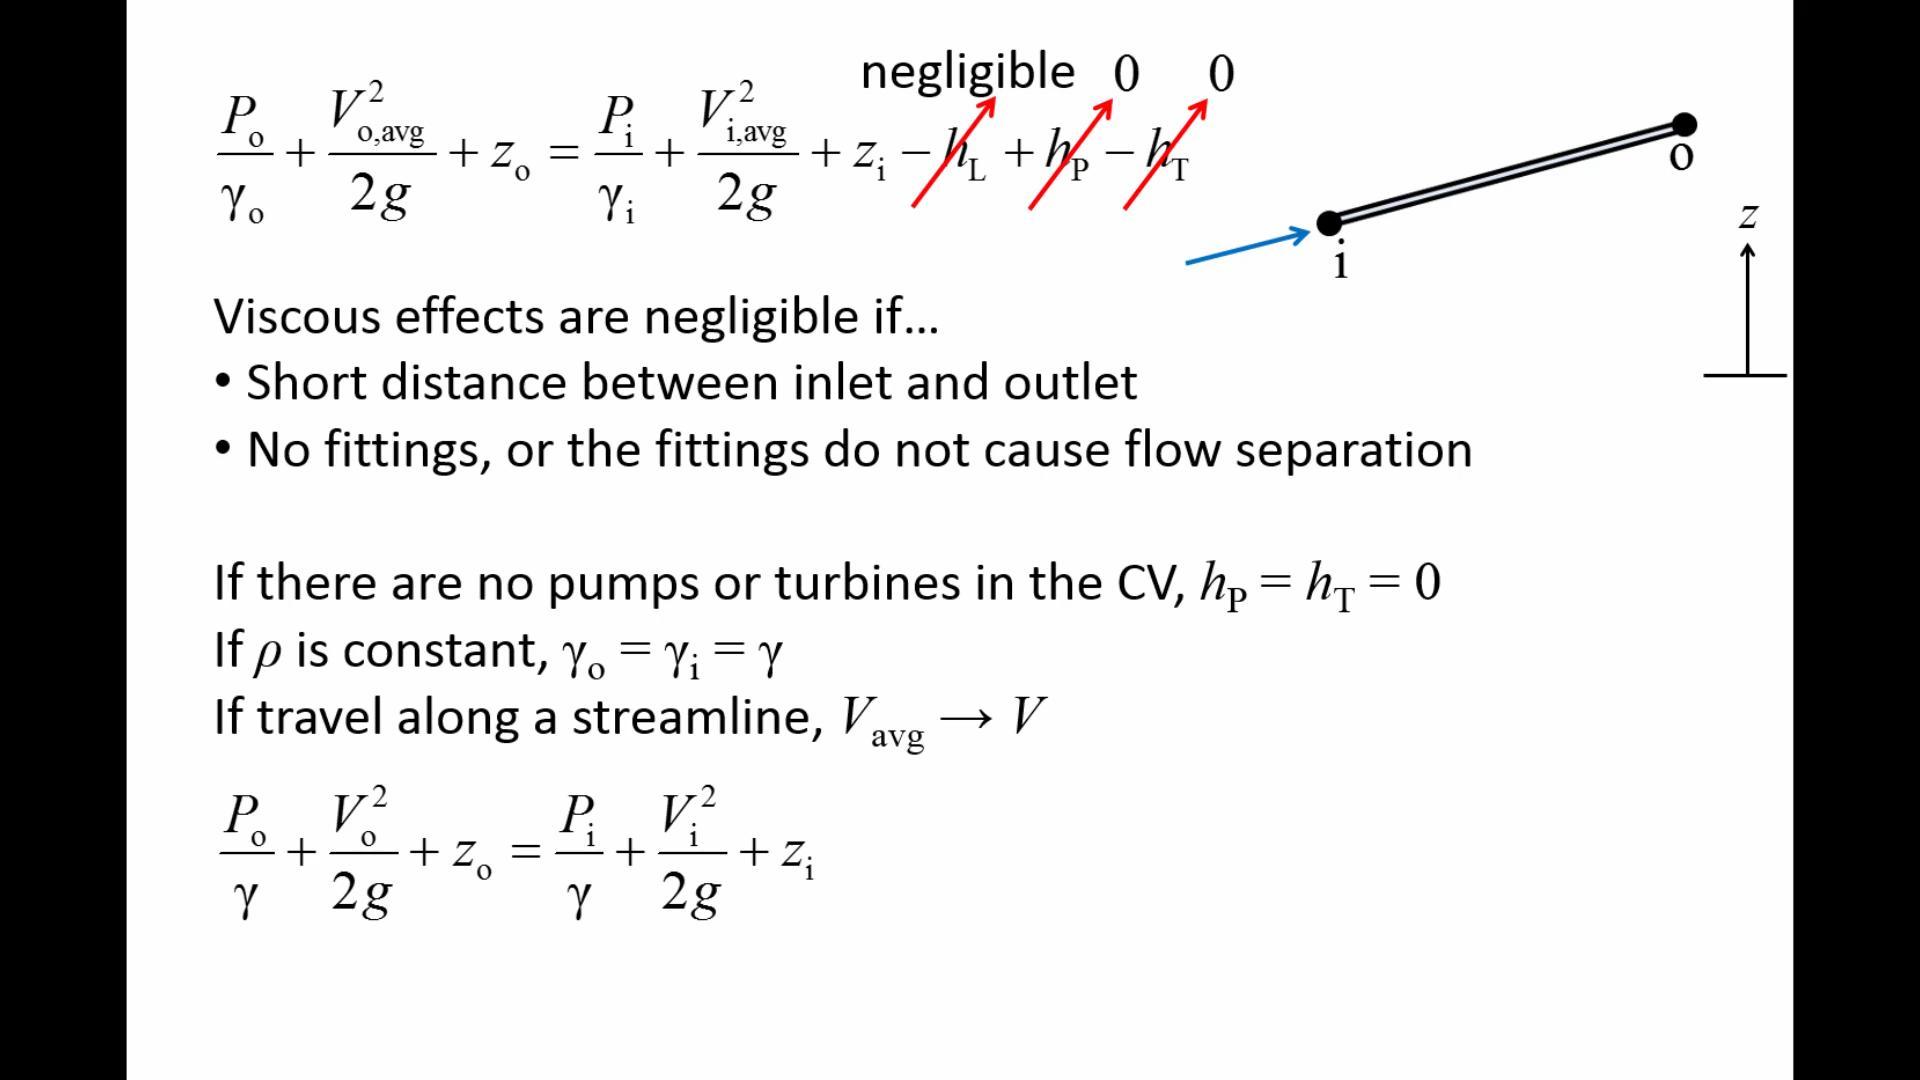 negligible 0 0
P_o/γ_o + V²_o,avg/2g + z_o = P_i/γ_i + V²_i,avg/2g + z_i − h_L + h_P − h_T
o
z
i
Viscous effects are negligible if...
• Short distance between inlet and outlet
• No fittings, or the fittings do not cause flow separation
If there are no pumps or turbines in the CV, h_P = h_T = 0
If ρ is constant, γ_o = γ_i = γ
If travel along a streamline, V_avg → V
P_o/γ + V_o²/2g + z_o = P_i/γ + V_i²/2g + z_i